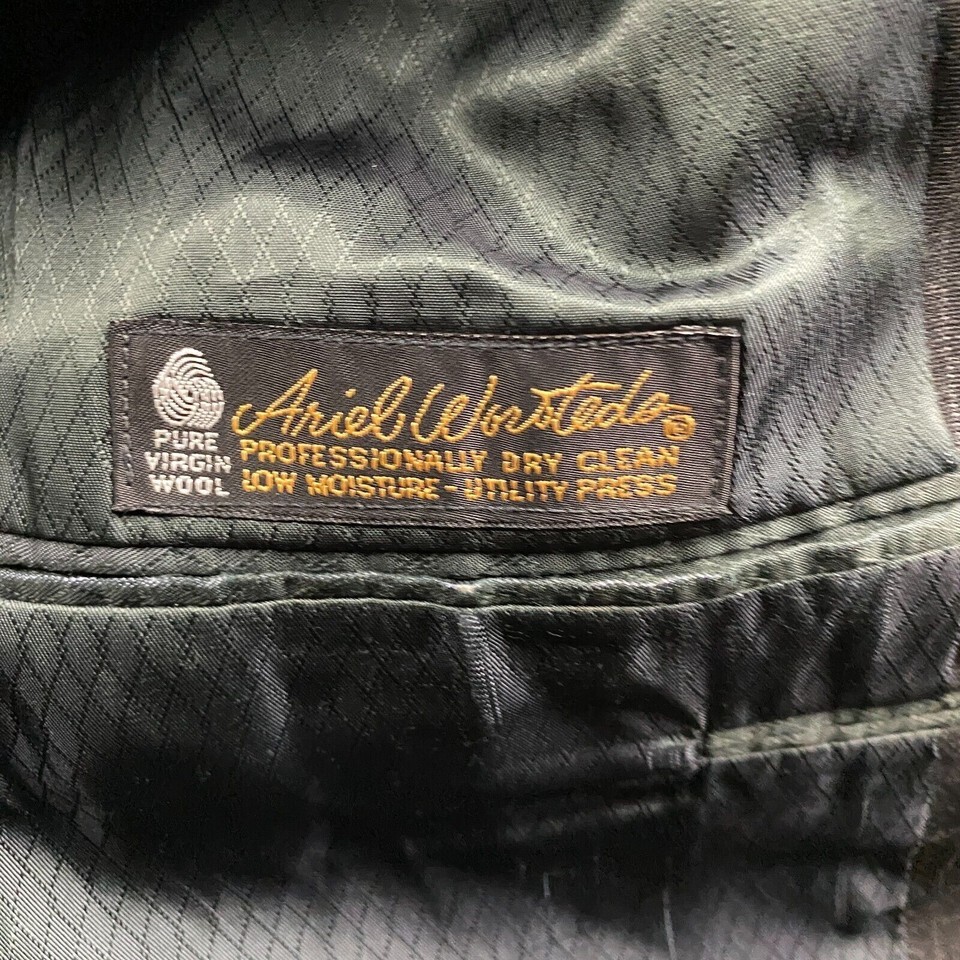 Ariel Worsteds ®
PROFESSIONALLY DRY CLEAN
LOW MOISTURE - UTILITY PRESS
PURE
VIRGIN
WOOL